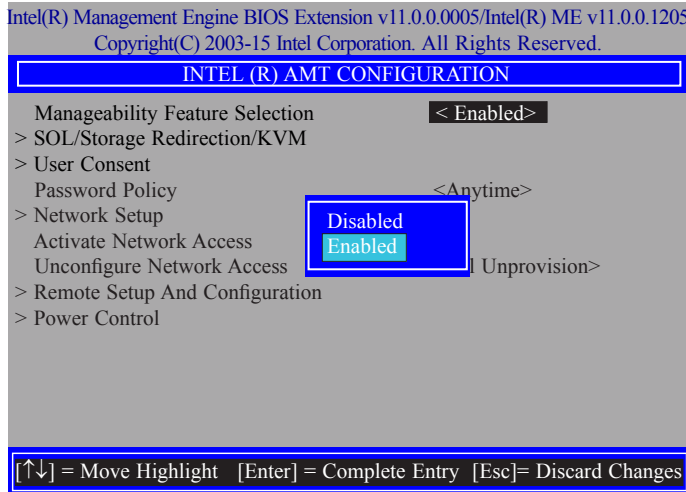 Intel(R) Management Engine BIOS Extension v11.0.0.0005/Intel(R) ME v11.0.0.1205
Copyright(C) 2003-15 Intel Corporation. All Rights Reserved.
INTEL (R) AMT CONFIGURATION
Manageability Feature Selection < Enabled>
> SOL/Storage Redirection/KVM
> User Consent
Password Policy <Anytime>
> Network Setup
Disabled
Activate Network Access
Enabled
Unconfigure Network Access l Unprovision>
> Remote Setup And Configuration
> Power Control
[↑↓] = Move Highlight [Enter] = Complete Entry [Esc]= Discard Changes